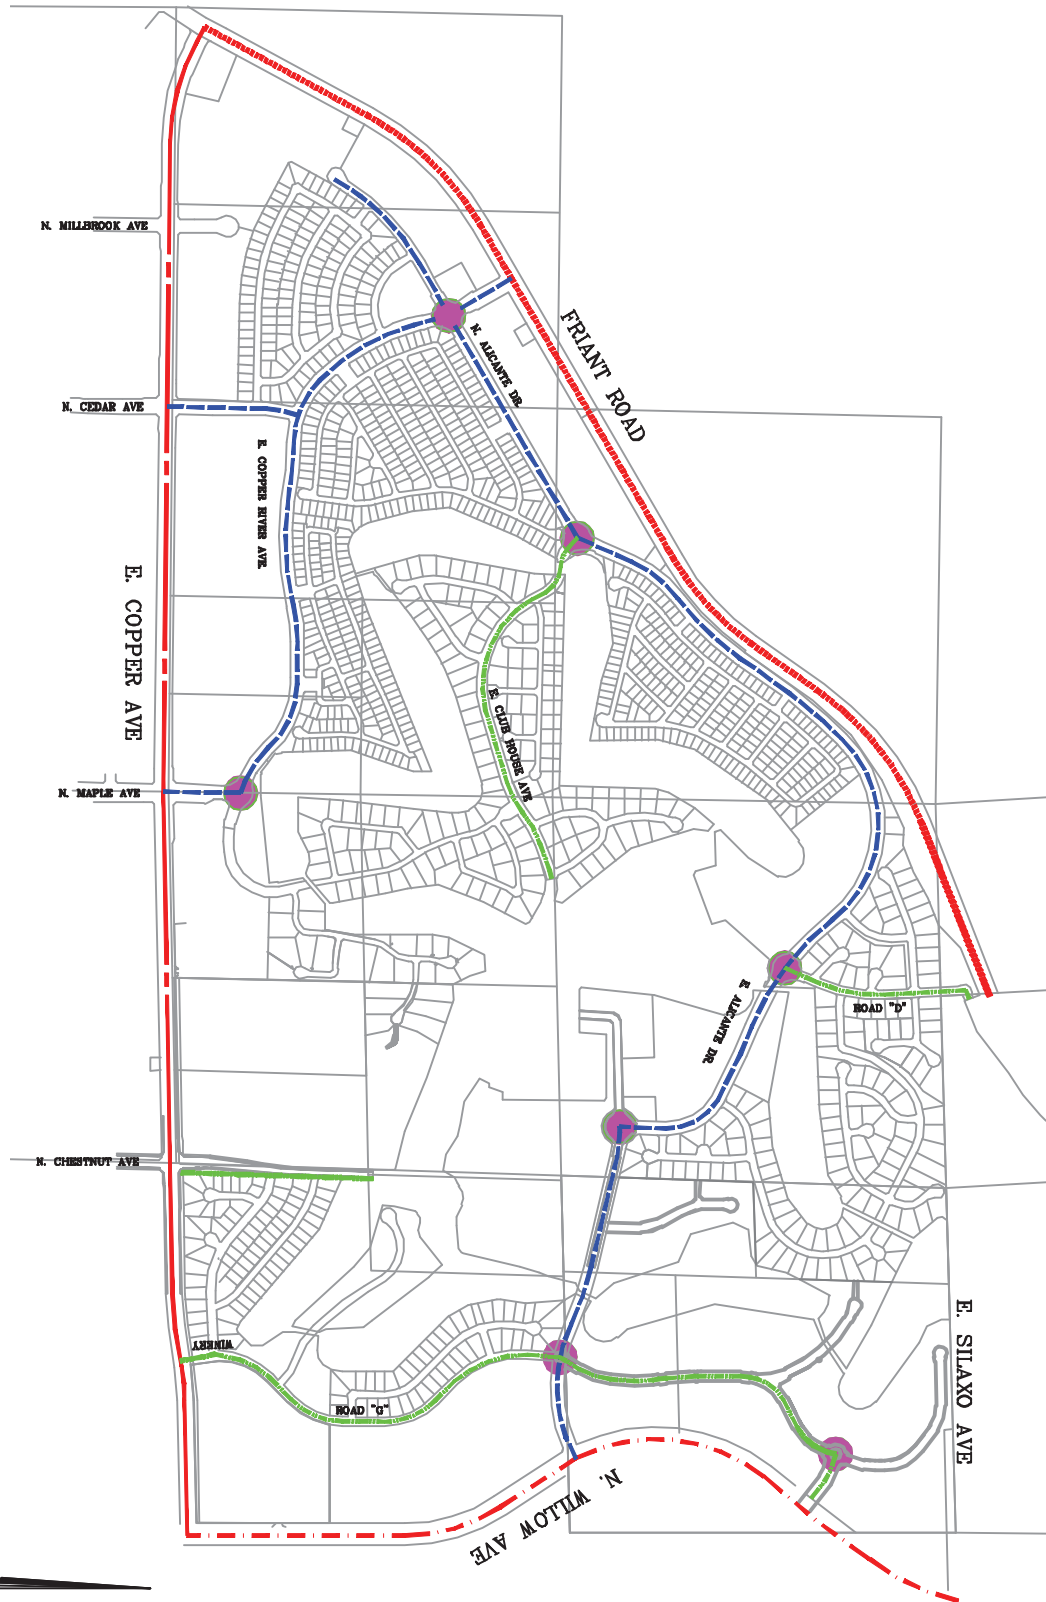 N. MILLBROOK AVE
FRIANT ROAD
N. ALICANTE DR.
N. CEDAR AVE
E. COPPER RIVER AVE.
E. COPPER AVE
E. CLUB HOUSE AVE
N. MAPLE AVE
E. ALICANTE DR.
ROAD "D"
N. CHESTNUT AVE
WINERY
E. SILAXO AVE
ROAD "G"
N. WILLOW AVE